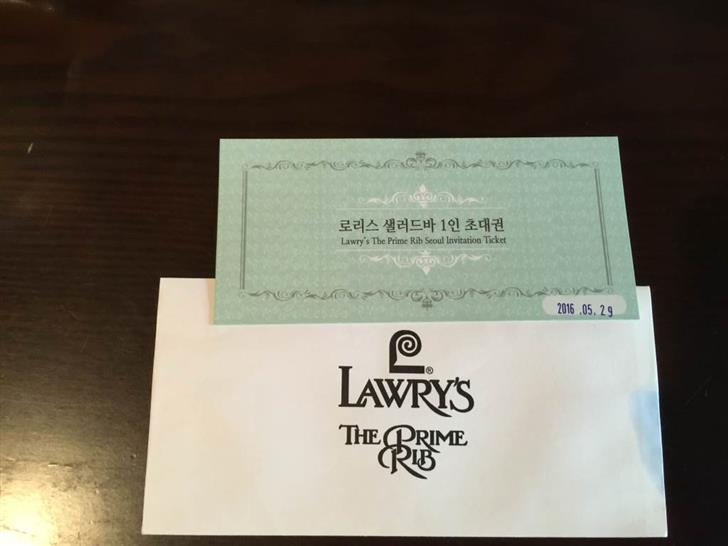 로리스 샐러드바 1인 초대권
Lawry's The Prime Rib Seoul Invitation Ticket
2016 .05. 29
L®
LAWRY'S
THE PRIME
RIB